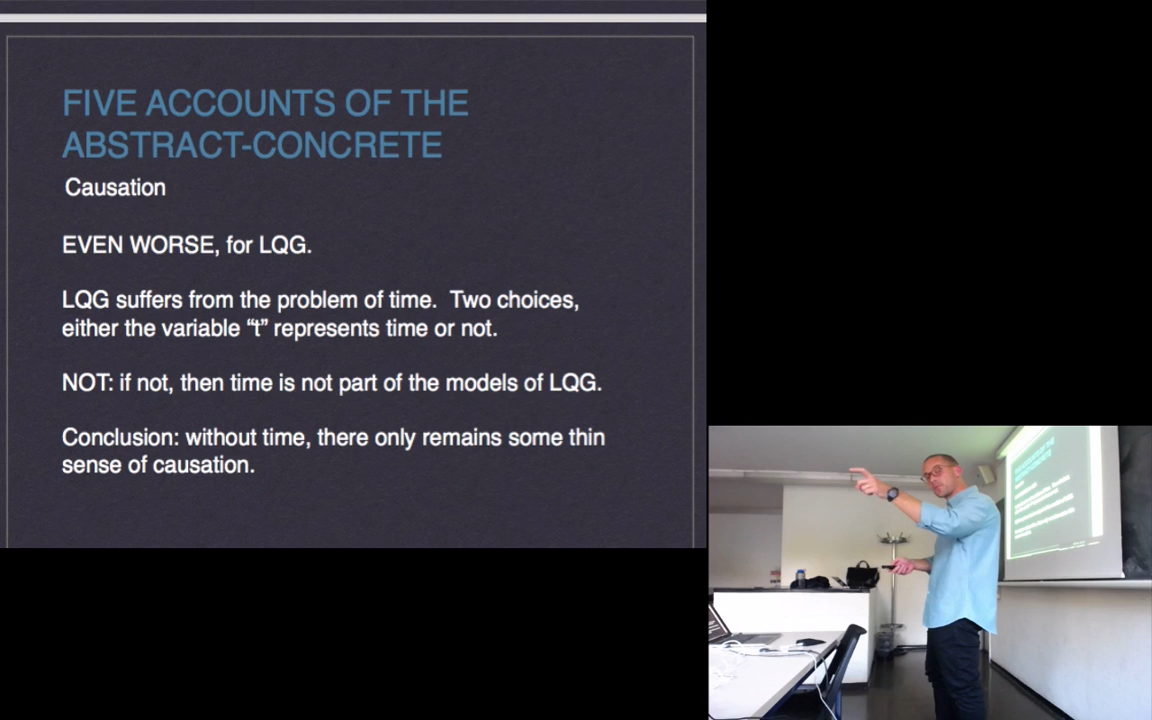 FIVE ACCOUNTS OF THE
ABSTRACT-CONCRETE
Causation
EVEN WORSE, for LQG.
LQG suffers from the problem of time.  Two choices,
either the variable “t” represents time or not.
NOT: if not, then time is not part of the models of LQG.
Conclusion: without time, there only remains some thin
sense of causation.